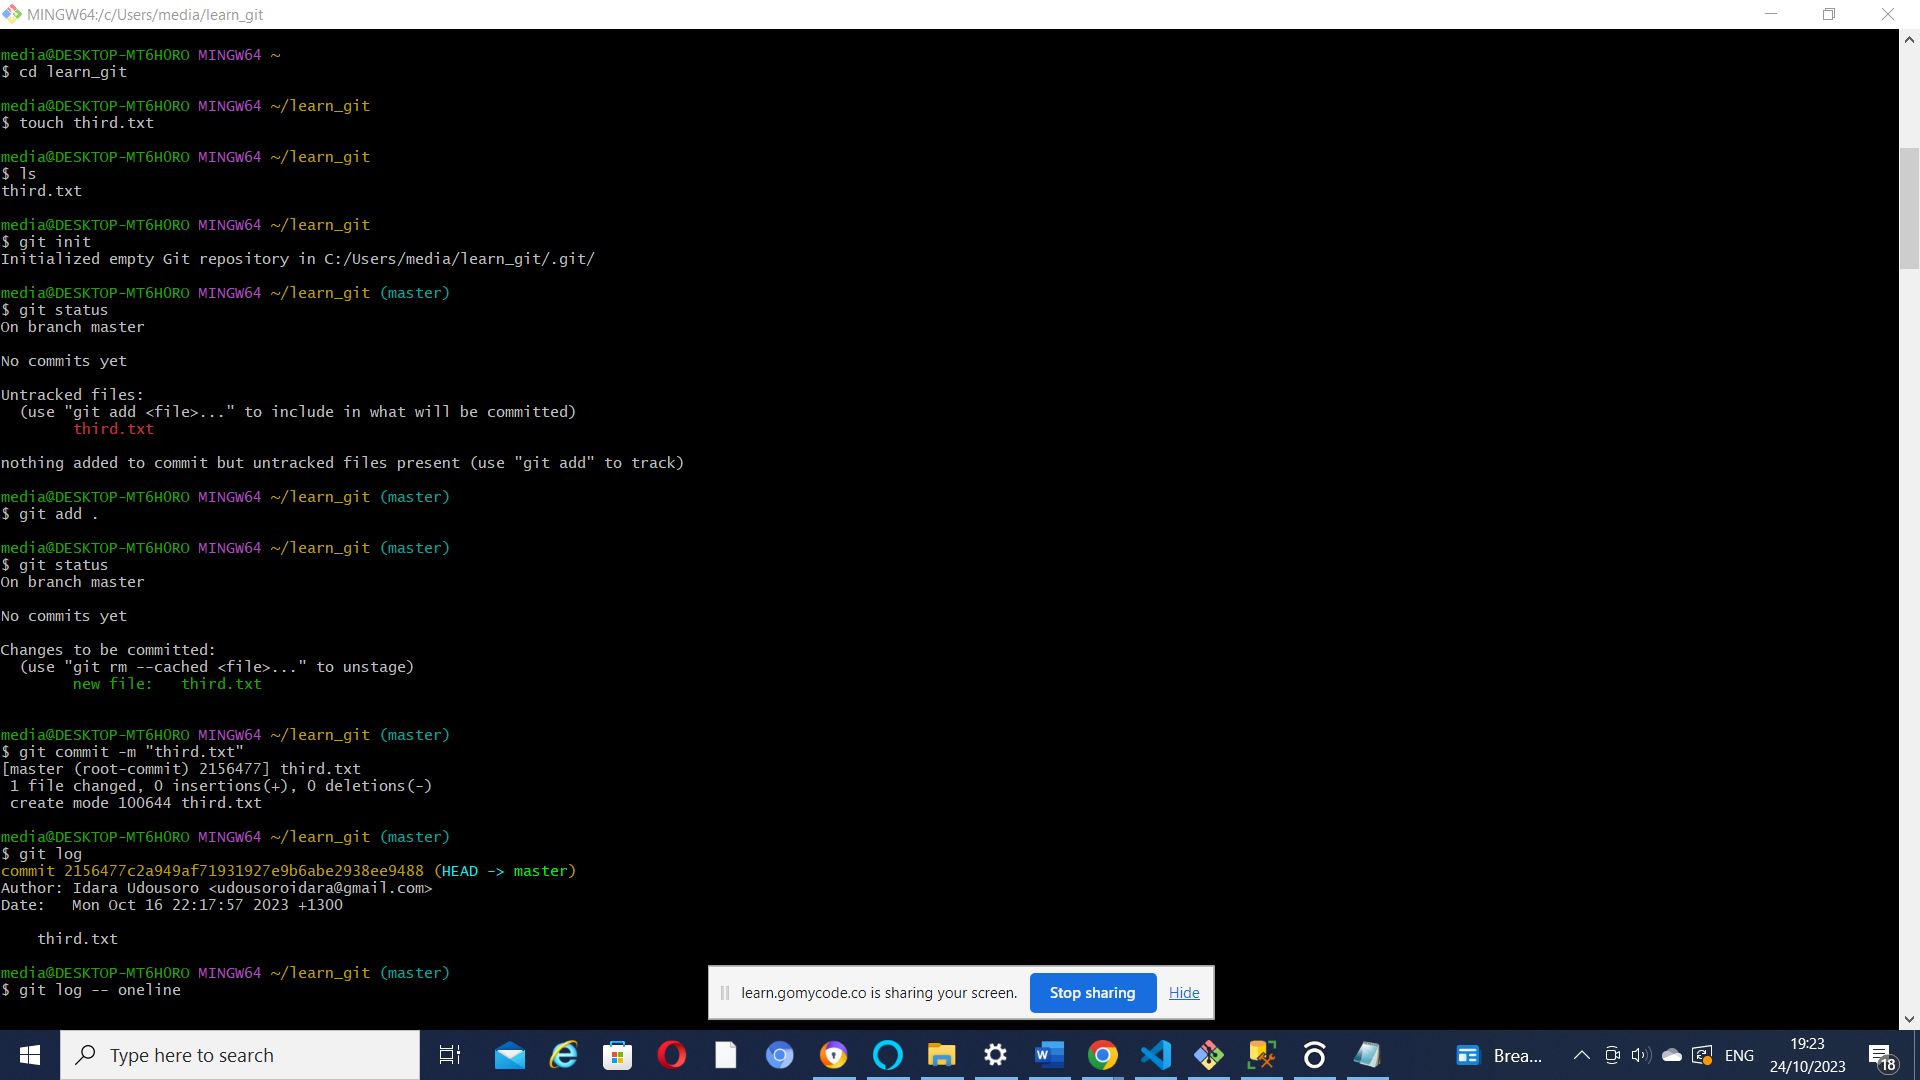 MINGW64:/c/Users/media/learn_git
media@DESKTOP-MT6HORO MINGW64 ~
$ cd learn_git
media@DESKTOP-MT6HORO MINGW64 ~/learn_git
$ touch third.txt
media@DESKTOP-MT6HORO MINGW64 ~/learn_git
$ ls
third.txt
media@DESKTOP-MT6HORO MINGW64 ~/learn_git
$ git init
Initialized empty Git repository in C:/Users/media/learn_git/.git/
media@DESKTOP-MT6HORO MINGW64 ~/learn_git (master)
$ git status
On branch master
No commits yet
Untracked files:
  (use "git add <file>..." to include in what will be committed)
        third.txt
nothing added to commit but untracked files present (use "git add" to track)
media@DESKTOP-MT6HORO MINGW64 ~/learn_git (master)
$ git add .
media@DESKTOP-MT6HORO MINGW64 ~/learn_git (master)
$ git status
On branch master
No commits yet
Changes to be committed:
  (use "git rm --cached <file>..." to unstage)
        new file:   third.txt
media@DESKTOP-MT6HORO MINGW64 ~/learn_git (master)
$ git commit -m "third.txt"
[master (root-commit) 2156477] third.txt
 1 file changed, 0 insertions(+), 0 deletions(-)
 create mode 100644 third.txt
media@DESKTOP-MT6HORO MINGW64 ~/learn_git (master)
$ git log
commit 2156477c2a949af71931927e9b6abe2938ee9488 (HEAD -> master)
Author: Idara Udousoro <udousoroidara@gmail.com>
Date:   Mon Oct 16 22:17:57 2023 +1300
    third.txt
media@DESKTOP-MT6HORO MINGW64 ~/learn_git (master)
$ git log -- oneline
learn.gomycode.co is sharing your screen. Stop sharing Hide
Type here to search
Brea...
ENG
19:23
24/10/2023
18